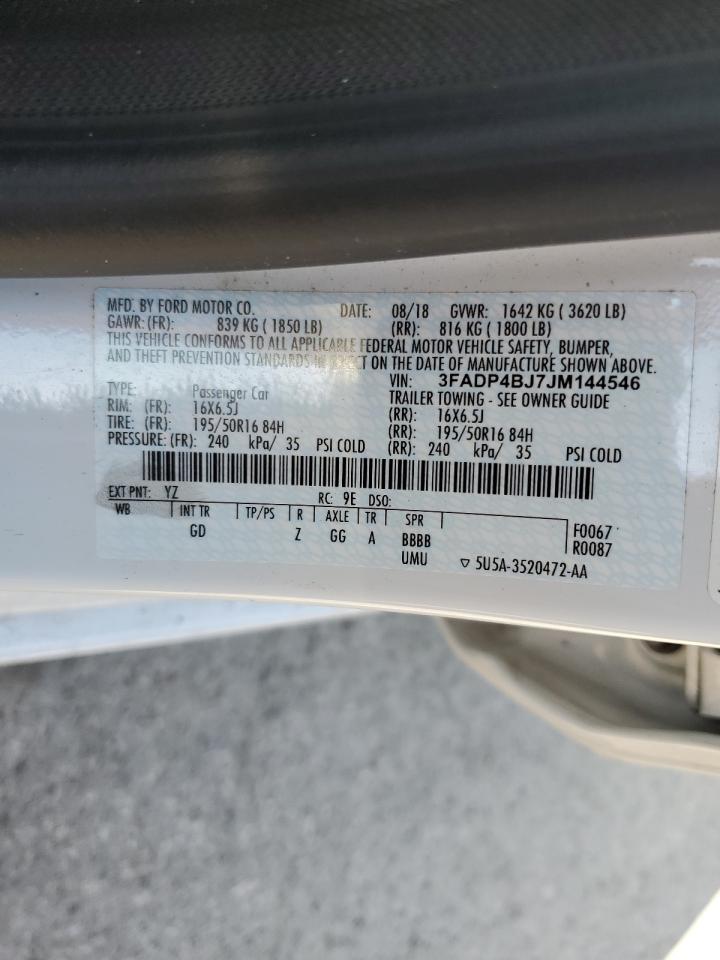 MFD. BY FORD MOTOR CO. DATE: 08/18 GVWR: 1642 KG ( 3620 LB)
GAWR: (FR): 839 KG ( 1850 LB) (RR): 816 KG ( 1800 LB)
THIS VEHICLE CONFORMS TO ALL APPLICABLE FEDERAL MOTOR VEHICLE SAFETY, BUMPER,
AND THEFT PREVENTION STANDARDS IN EFFECT ON THE DATE OF MANUFACTURE SHOWN ABOVE.
VIN: 3FADP4BJ7JM144546
TYPE: Passenger Car TRAILER TOWING - SEE OWNER GUIDE
RIM: (FR): 16X6.5J (RR): 16X6.5J
TIRE: (FR): 195/50R16 84H (RR): 195/50R16 84H
PRESSURE: (FR): 240 kPa/ 35 PSI COLD (RR): 240 kPa/ 35 PSI COLD
EXT PNT: YZ RC: 9E DSO:
WB INT TR TP/PS R AXLE TR SPR F0067
GD Z GG A BBBB R0087
UMU ▽ 5U5A-3520472-AA